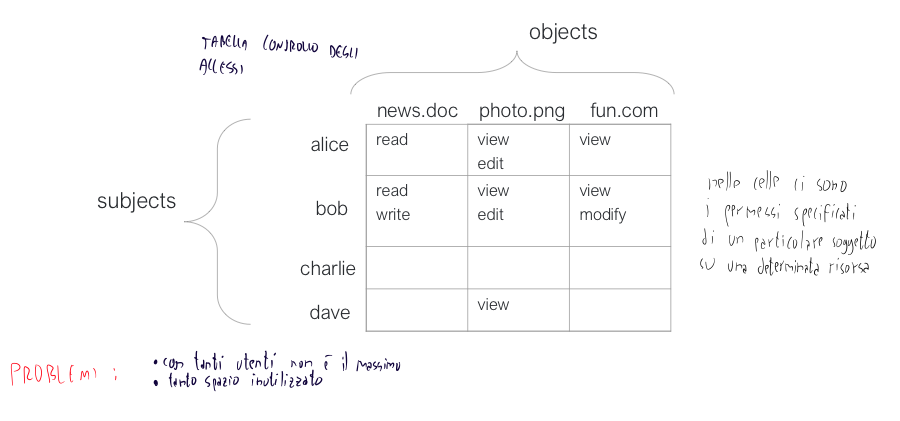 objects
TABELLA CONTROLLO DEGLI
ACCESSI
news.doc photo.png fun.com
alice read view view
edit
subjects
bob read view view
write edit modify
charlie
dave view
nelle celle ci sono
i permessi specificati
di un particolare soggetto
su una determinata risorsa
PROBLEMI :
• con tanti utenti non è il massimo
• tanto spazio inutilizzato